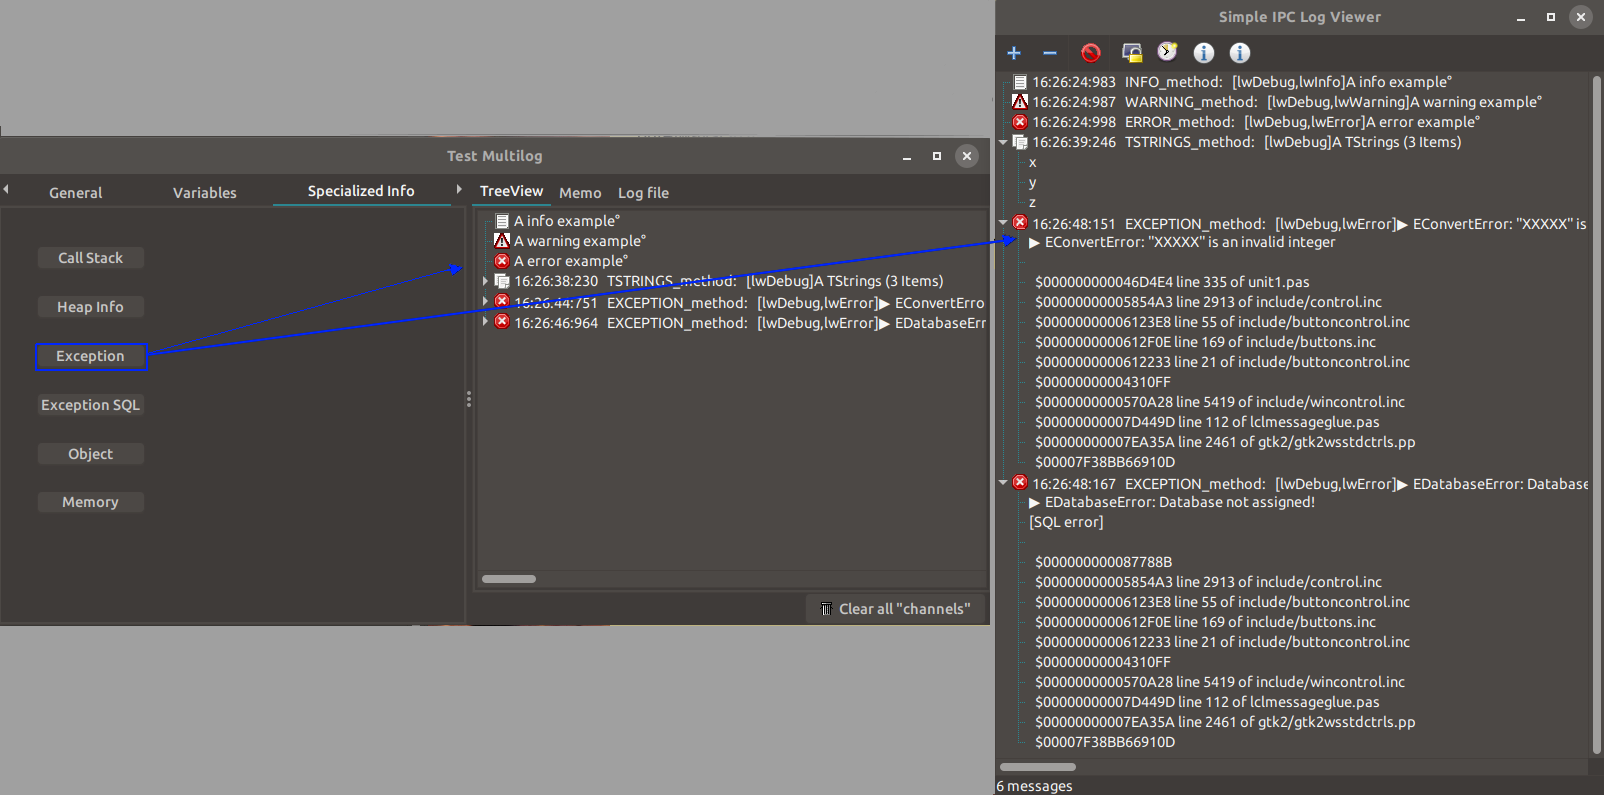 Test Multilog
General Variables Specialized Info
Call Stack
Heap Info
Exception
Exception SQL
Object
Memory
TreeView Memo Log file
A info example°
A warning example°
A error example°
16:26:38:230 TSTRINGS_method: [lwDebug]A TStrings (3 Items)
16:26:44:751 EXCEPTION_method: [lwDebug,lwError]▶ EConvertErro
16:26:46:964 EXCEPTION_method: [lwDebug,lwError]▶ EDatabaseErr
Clear all "channels"
Simple IPC Log Viewer
16:26:24:983 INFO_method: [lwDebug,lwInfo]A info example°
16:26:24:987 WARNING_method: [lwDebug,lwWarning]A warning example°
16:26:24:998 ERROR_method: [lwDebug,lwError]A error example°
16:26:39:246 TSTRINGS_method: [lwDebug]A TStrings (3 Items)
x
y
z
16:26:48:151 EXCEPTION_method: [lwDebug,lwError]▶ EConvertError: "XXXXX" is
▶ EConvertError: "XXXXX" is an invalid integer
$000000000046D4E4 line 335 of unit1.pas
$00000000005854A3 line 2913 of include/control.inc
$00000000006123E8 line 55 of include/buttoncontrol.inc
$0000000000612F0E line 169 of include/buttons.inc
$0000000000612233 line 21 of include/buttoncontrol.inc
$00000000004310FF
$0000000000570A28 line 5419 of include/wincontrol.inc
$00000000007D449D line 112 of lclmessageglue.pas
$00000000007EA35A line 2461 of gtk2/gtk2wsstdctrls.pp
$00007F38BB66910D
16:26:48:167 EXCEPTION_method: [lwDebug,lwError]▶ EDatabaseError: Database
▶ EDatabaseError: Database not assigned!
[SQL error]
$000000000087788B
$00000000005854A3 line 2913 of include/control.inc
$00000000006123E8 line 55 of include/buttoncontrol.inc
$0000000000612F0E line 169 of include/buttons.inc
$0000000000612233 line 21 of include/buttoncontrol.inc
$00000000004310FF
$0000000000570A28 line 5419 of include/wincontrol.inc
$00000000007D449D line 112 of lclmessageglue.pas
$00000000007EA35A line 2461 of gtk2/gtk2wsstdctrls.pp
$00007F38BB66910D
6 messages